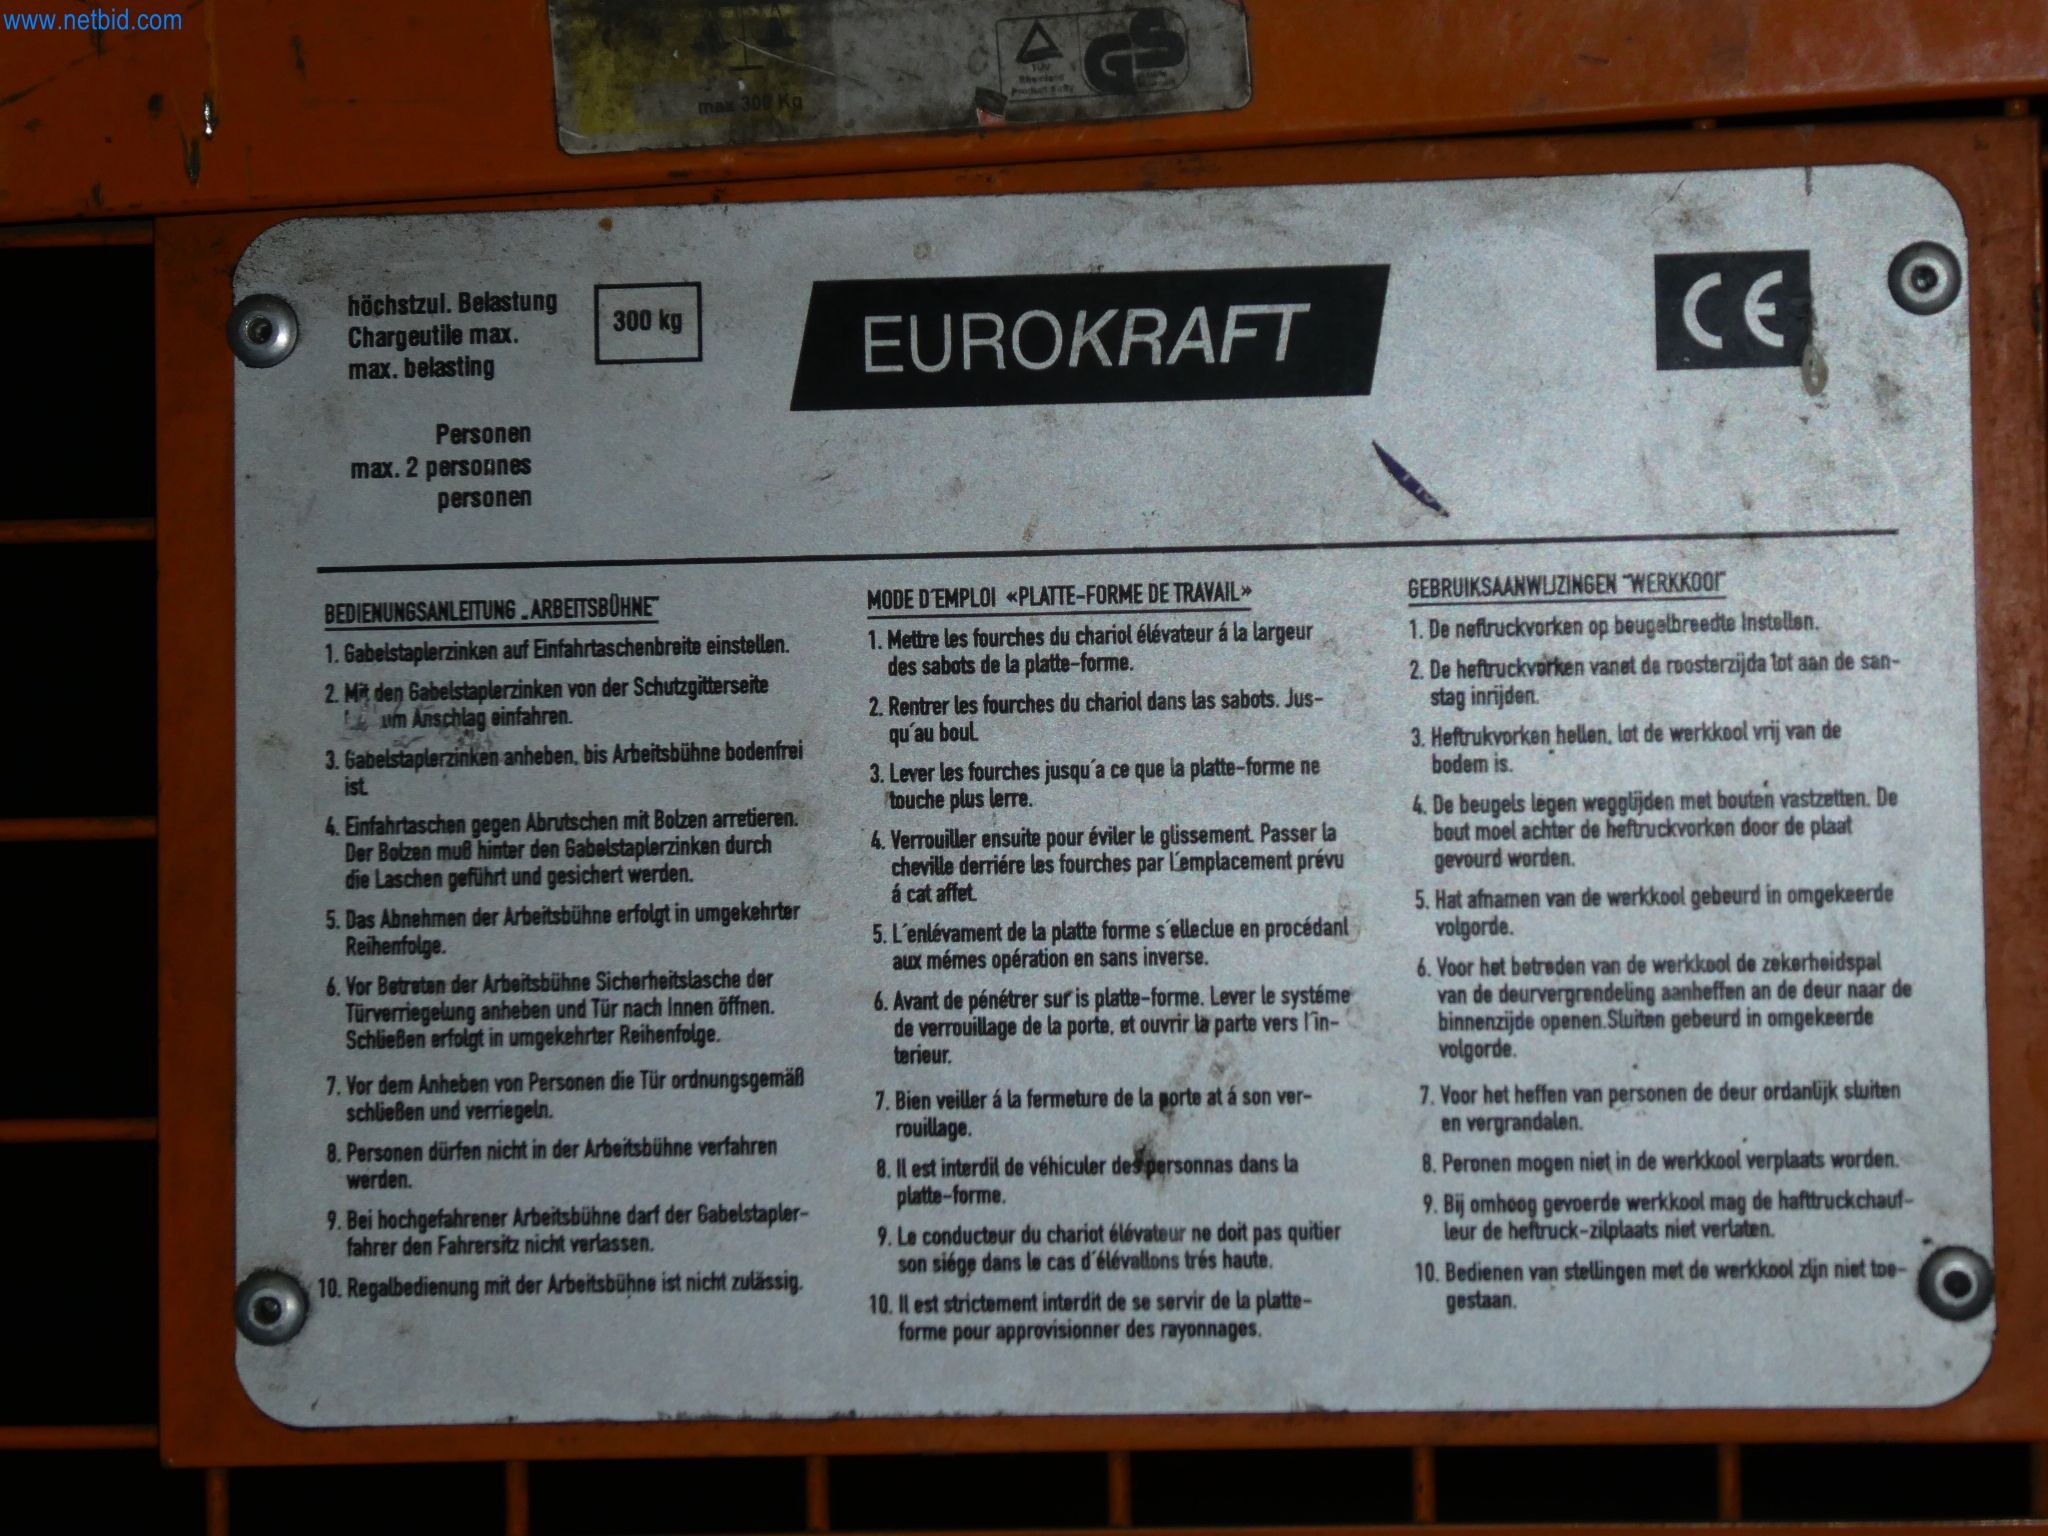 www.netbid.com
max 300 Kg
TÜV
Rheinland
Product Safety
GS
höchstzul. Belastung
Chargeutile max.
max. belasting
300 kg
EUROKRAFT
CE
Personen
max. 2 personnes
personen
BEDIENUNGSANLEITUNG „ARBEITSBÜHNE"
1. Gabelstaplerzinken auf Einfahrtaschenbreite einstellen.
2. Mit den Gabelstaplerzinken von der Schutzgitterseite
um Anschlag einfahren.
3. Gabelstaplerzinken anheben, bis Arbeitsbühne bodenfrei
ist.
4. Einfahrtaschen gegen Abrutschen mit Bolzen arretieren.
Der Bolzen muß hinter den Gabelstaplerzinken durch
die Laschen geführt und gesichert werden.
5. Das Abnehmen der Arbeitsbühne erfolgt in umgekehrter
Reihenfolge.
6. Vor Betreten der Arbeitsbühne Sicherheitslasche der
Türverriegelung anheben und Tür nach Innen öffnen.
Schließen erfolgt in umgekehrter Reihenfolge.
7. Vor dem Anheben von Personen die Tür ordnungsgemäß
schließen und verriegeln.
8. Personen dürfen nicht in der Arbeitsbühne verfahren
werden.
9. Bei hochgefahrener Arbeitsbühne darf der Gabelstapler-
fahrer den Fahrersitz nicht verlassen.
10. Regalbedienung mit der Arbeitsbühne ist nicht zulässig.
MODE D´EMPLOI «PLATTE-FORME DE TRAVAIL»
1. Mettre les fourches du chariol élévateur á la largeur
des sabots de la platte-forme.
2. Rentrer les fourches du chariol dans las sabots. Jus-
qu´au boul.
3. Lever les fourches jusqu´a ce que la platte-forme ne
touche plus lerre.
4. Verrouiller ensuite pour éviler le glissement. Passer la
cheville derriére les fourches par l´emplacement prévu
á cat affet.
5. L´enlévament de la platte forme s´elleclue en procédanl
aux mémes opération en sans inverse.
6. Avant de pénétrer sur is platte-forme. Lever le systéme
de verrouillage de la porte, et ouvrir la parte vers l´in-
terieur.
7. Bien veiller á la fermeture de la porte at á son ver-
rouillage.
8. Il est interdil de véhiculer des personnas dans la
platte-forme.
9. Le conducteur du chariot élévateur ne doit pas quitier
son siége dans le cas d´élévallons trés haute.
10. Il est strictement interdit de se servir de la platte-
forme pour approvisionner des rayonnages.
GEBRUIKSAANWIJZINGEN "WERKKOOI"
1. De neftruckvorken op beugelbreedte Instellen.
2. De heftruckvorken vanet de roosterzijda lot aan de san-
stag inrijden.
3. Heftrukvorken hellen, lot de werkkool vrij van de
bodem is.
4. De beugels legen wegglijden met bouten vastzetten. De
bout moel achter de heftruckvorken door de plaat
gevourd worden.
5. Hat afnamen van de werkkool gebeurd in omgekeerde
volgorde.
6. Voor het betreden van de werkkool de zekerheidspal
van de deurvergrendeling aanheffen an de deur naar de
binnenzijde openen.Sluiten gebeurd in omgekeerde
volgorde.
7. Voor het heffen van personen de deur ordanlijk sluiten
en vergrandalen.
8. Peronen mogen niet in de werkkool verplaats worden.
9. Bij omhoog gevoerde werkkool mag de hafttruckchauf-
leur de heftruck-zilplaats niet verlaten.
10. Bedienen van stellingen met de werkkool zijn niet toe-
gestaan.